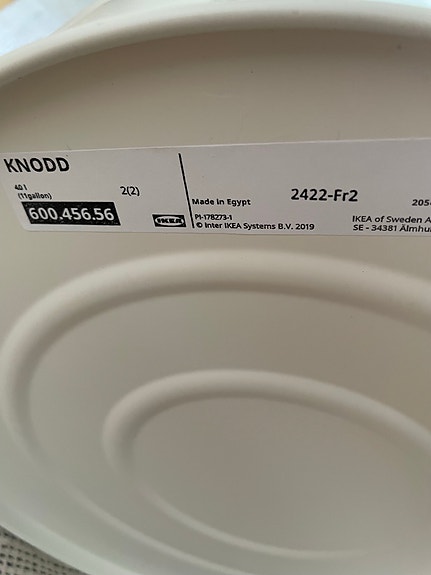 KNODD
40 l
(11gallon)
2(2)
600.456.56
IKEA
Made in Egypt
2422-Fr2
PI-178273-1
© Inter IKEA Systems B.V. 2019
IKEA of Sweden A
SE - 34381 Älmhu